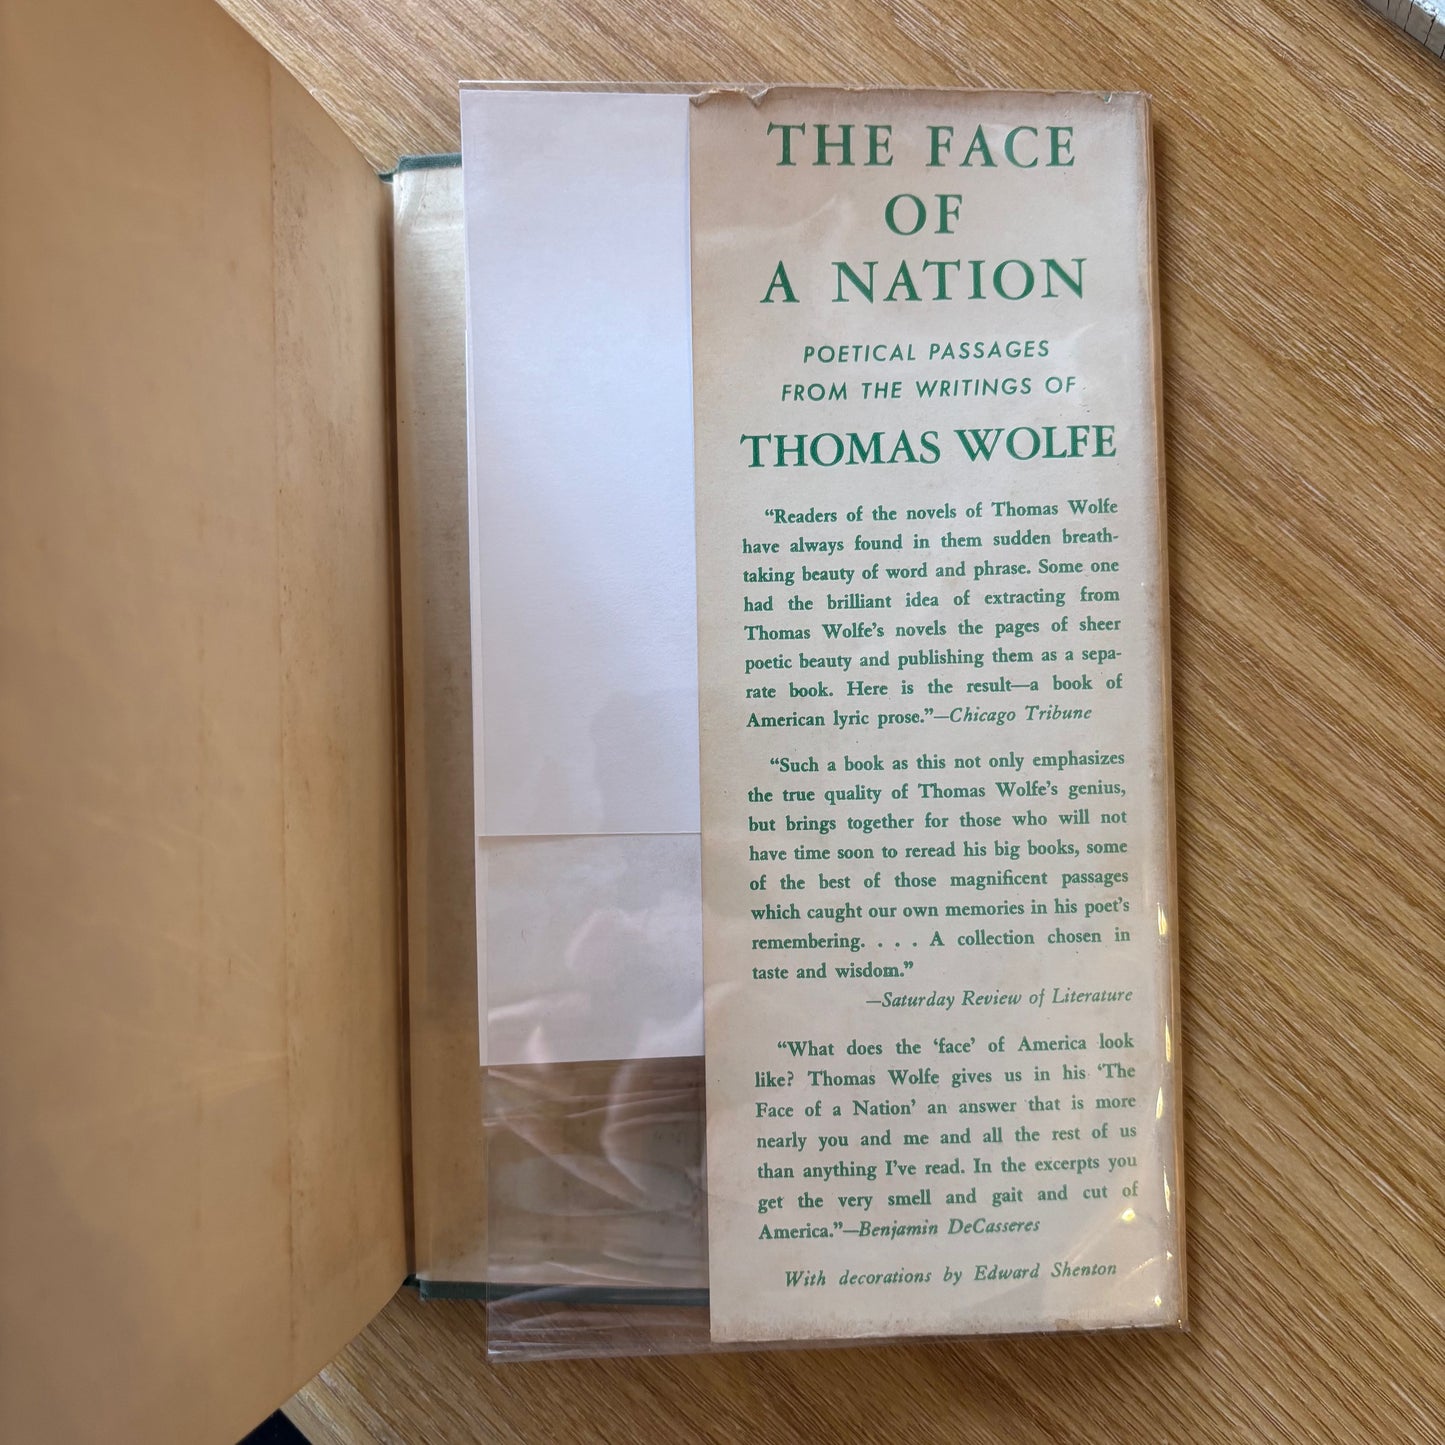 THE FACE
OF
A NATION
POETICAL PASSAGES
FROM THE WRITINGS OF
THOMAS WOLFE
“Readers of the novels of Thomas Wolfe
have always found in them sudden breath-
taking beauty of word and phrase. Some one
had the brilliant idea of extracting from
Thomas Wolfe’s novels the pages of sheer
poetic beauty and publishing them as a sepa-
rate book. Here is the result—a book of
American lyric prose.”—Chicago Tribune
“Such a book as this not only emphasizes
the true quality of Thomas Wolfe’s genius,
but brings together for those who will not
have time soon to reread his big books, some
of the best of those magnificent passages
which caught our own memories in his poet’s
remembering. . . . A collection chosen in
taste and wisdom.”
—Saturday Review of Literature
“What does the ‘face’ of America look
like? Thomas Wolfe gives us in his ‘The
Face of a Nation’ an answer that is more
nearly you and me and all the rest of us
than anything I’ve read. In the excerpts you
get the very smell and gait and cut of
America.”—Benjamin DeCasseres
With decorations by Edward Shenton